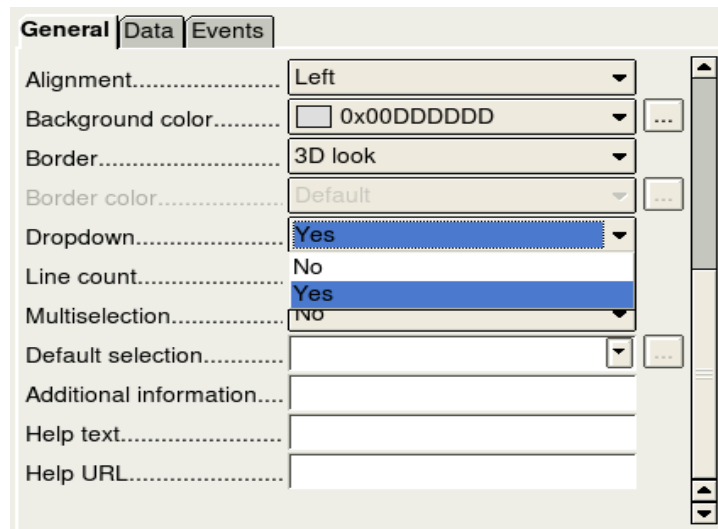 General Data Events
Alignment..................... Left
Background color......... 0x00DDDDDD ...
Border.......................... 3D look
Border color.................. Default ...
Dropdown..................... Yes
No
Line count.....................
Yes
Multiselection................ No
Default selection............ ...
Additional information....
Help text.......................
Help URL......................